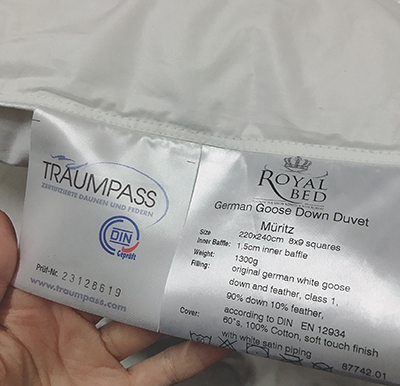 TRAUMPASS
ZERTIFIZIERTE DAUNEN UND FEDERN
DIN
Geprüft
Prüf-Nr. 23128619
www.traumpass.com
ROYAL
BED
German Goose Down Duvet
Müritz
Size 220x240cm 8x9 squares
Inner Baffle: 1.5cm inner baffle
Weight: 1300g
Filling: original german white goose
down and feather, class 1,
90% down 10% feather,
according to DIN EN 12934
Cover: 60°s, 100% Cotton, soft touch finish
with white satin piping
87742.01